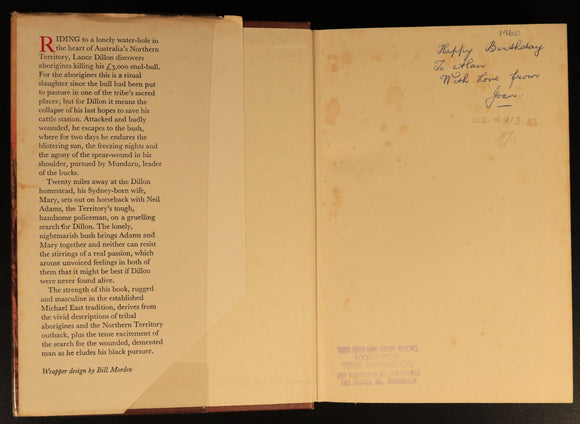 RIDING to a lonely water-hole in
the heart of Australia's Northern
Territory, Lance Dillon discovers
aborigines killing his £3,000 stud-bull.
For the aborigines this is a ritual
slaughter since the bull had been put
to pasture in one of the tribe's sacred
places; but for Dillon it means the
collapse of his last hopes to save his
cattle station. Attacked and badly
wounded, he escapes to the bush,
where for two days he endures the
blistering sun, the freezing nights and
the agony of the spear-wound in his
shoulder, pursued by Mundaru, leader
of the bucks.
Twenty miles away at the Dillon
homestead, his Sydney-born wife,
Mary, sets out on horseback with Neil
Adams, the Territory's tough,
handsome policeman, on a gruelling
search for Dillon. The lonely,
nightmarish bush brings Adams and
Mary together and neither can resist
the stirrings of a real passion, which
arouse unvoiced feelings in both of
them that it might be best if Dillon
were never found alive.
The strength of this book, rugged
and masculine in the established
Michael East tradition, derives from
the vivid descriptions of tribal
aborigines and the Northern Territory
outback, plus the tense excitement of
the search for the wounded, demented
man as he eludes his black pursuer.
Wrapper design by Bill Morden
1960
Happy Birthday
To Alan
With Love from
Joan.